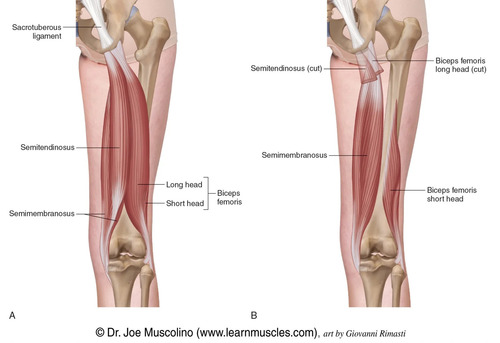 Sacrotuberous
ligament
Semitendinosus
Semimembranosus
Long head
Short head
Biceps
femoris
A
Semitendinosus (cut)
Biceps femoris
long head (cut)
Semimembranosus
Biceps femoris
short head
B
© Dr. Joe Muscolino (www.learnmuscles.com), art by Giovanni Rimasti